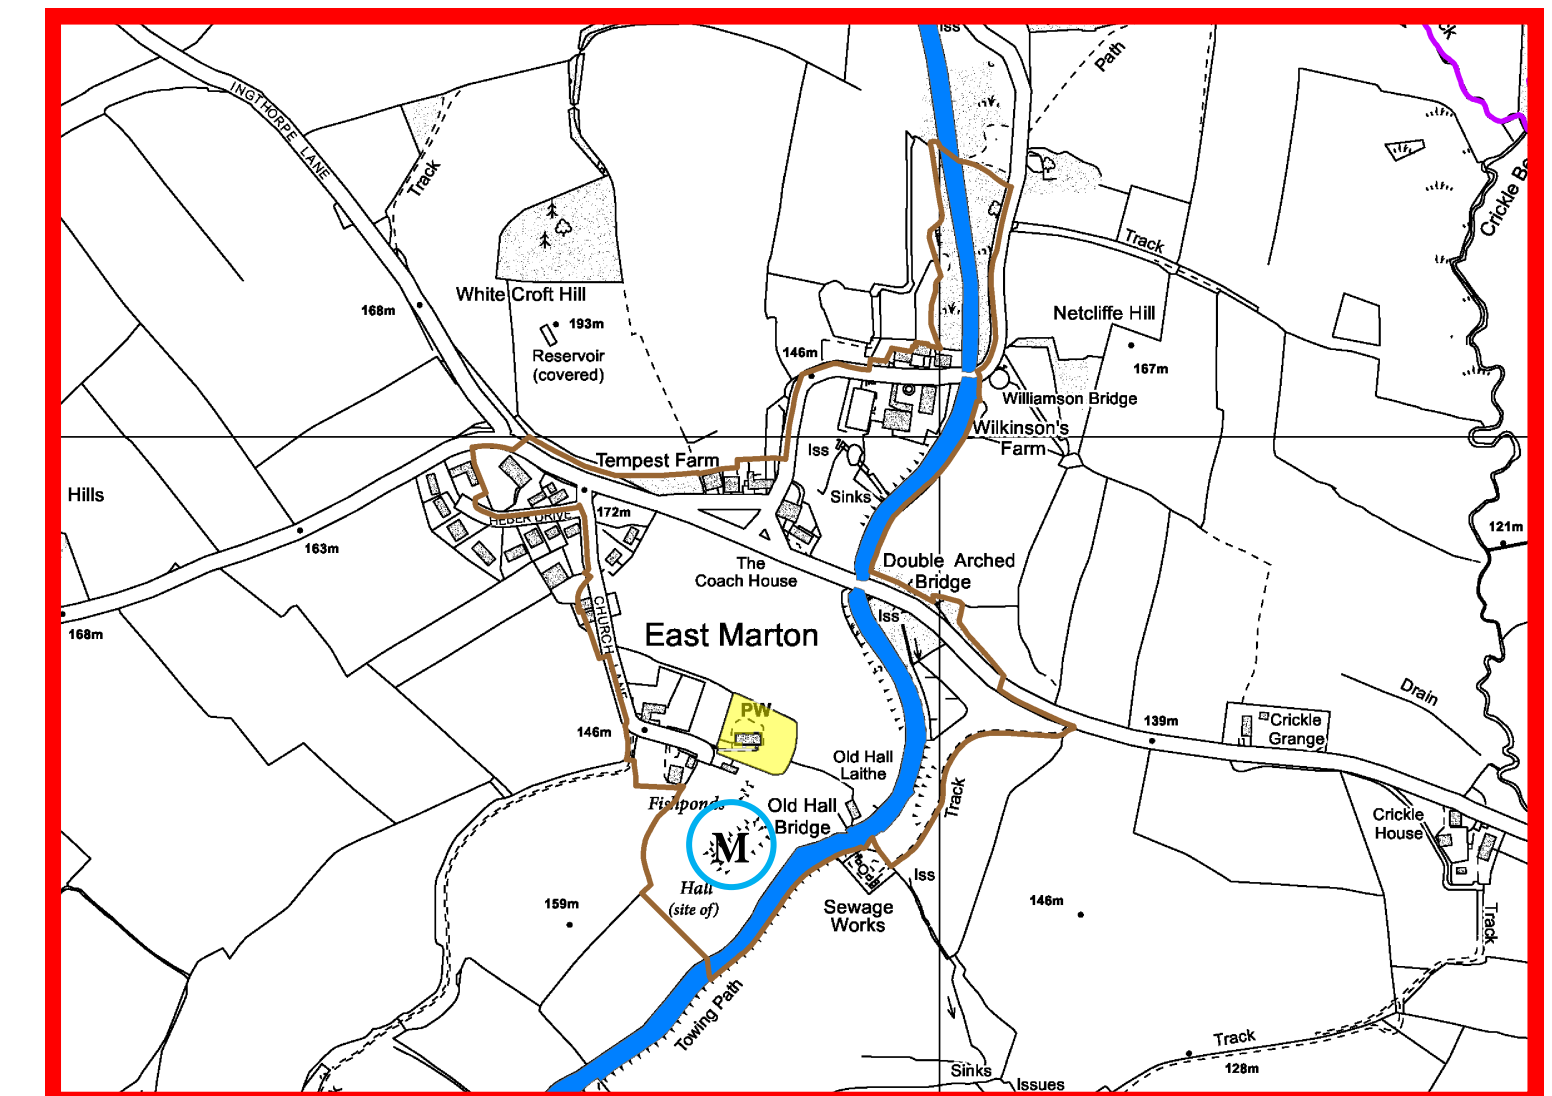 Iss
ck
Path
INGTHORPE LANE
Track
Crickle Be
Track
White Croft Hill
168m
193m
Netcliffe Hill
Reservoir
(covered)
146m
167m
Williamson Bridge
Wilkinson's
Farm
Tempest Farm
Iss
Hills
Sinks
HEBER DRIVE
172m
121m
163m
The
Coach House
Double Arched
Bridge
CHURCH LANE
Iss
168m
East Marton
Drain
PW
146m
139m
Crickle
Grange
Old Hall
Laithe
Track
Fishponds
Old Hall
Bridge
Crickle
House
M
Iss
Hall
(site of)
159m
146m
Sewage
Works
Track
Towing Path
Track
128m
Sinks
Issues